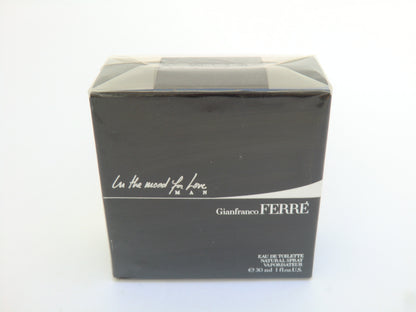 In the mood for Love
MAN
Gianfranco FERRÉ
EAU DE TOILETTE
NATURAL SPRAY
VAPORISATEUR
℮ 30 ml 1 fl.oz.U.S.